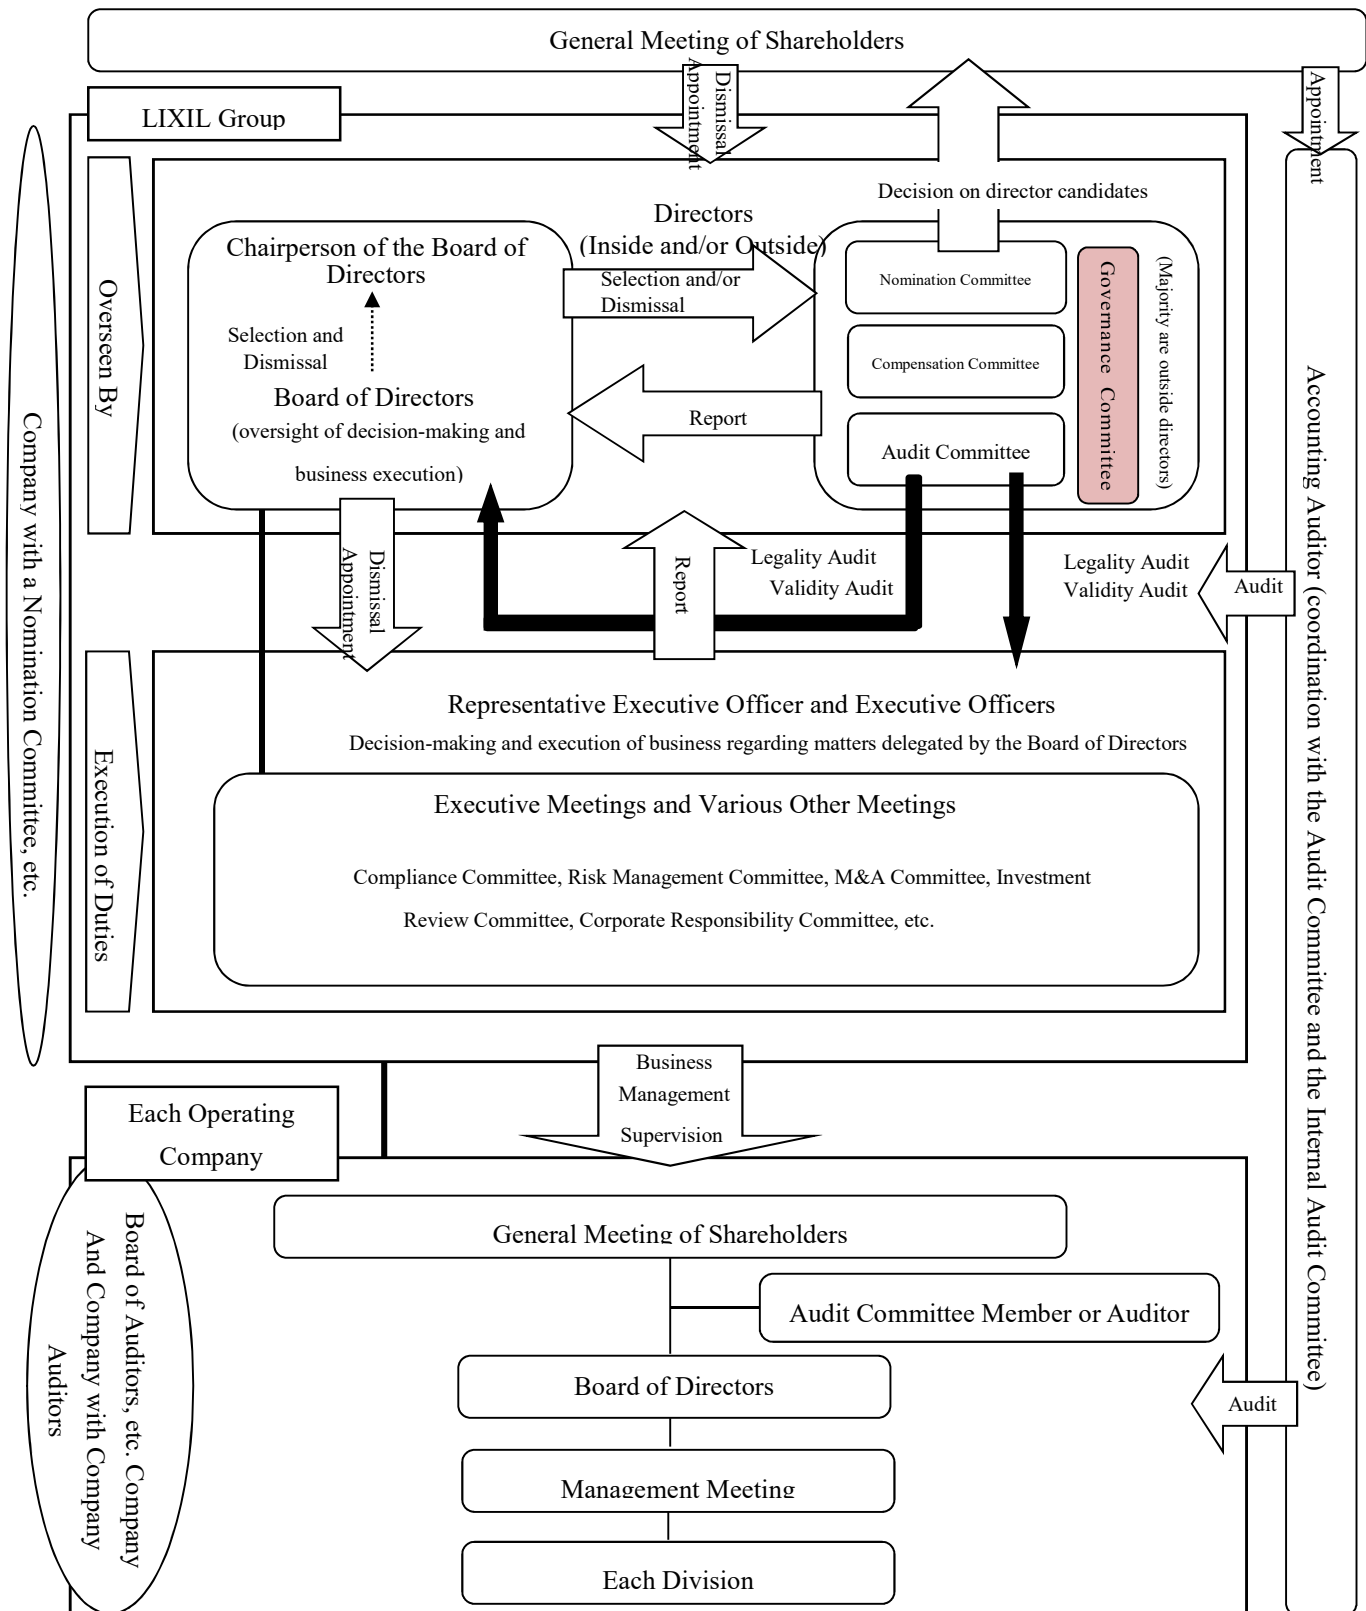 General Meeting of Shareholders
Dismissal
Appointment
Appointment
LIXIL Group
Decision on director candidates
Directors
(Inside and/or Outside)
Chairperson of the Board of
Directors
Selection and/or
Dismissal
Nomination Committee
Governance Committee
(Majority are outside directors)
Overseen By
Selection and
Dismissal
Compensation Committee
Board of Directors
(oversight of decision-making and
business execution)
Report
Audit Committee
Company with a Nomination Committee, etc.
Accounting Auditor (coordination with the Audit Committee and the Internal Audit Committee)
Dismissal
Appointment
Report
Legality Audit
Validity Audit
Legality Audit
Validity Audit
Audit
Execution of Duties
Representative Executive Officer and Executive Officers
Decision-making and execution of business regarding matters delegated by the Board of Directors
Executive Meetings and Various Other Meetings
Compliance Committee, Risk Management Committee, M&A Committee, Investment
Review Committee, Corporate Responsibility Committee, etc.
Business
Management
Supervision
Each Operating
Company
Board of Auditors, etc. Company
And Company with Company
Auditors
General Meeting of Shareholders
Audit Committee Member or Auditor
Board of Directors
Audit
Management Meeting
Each Division